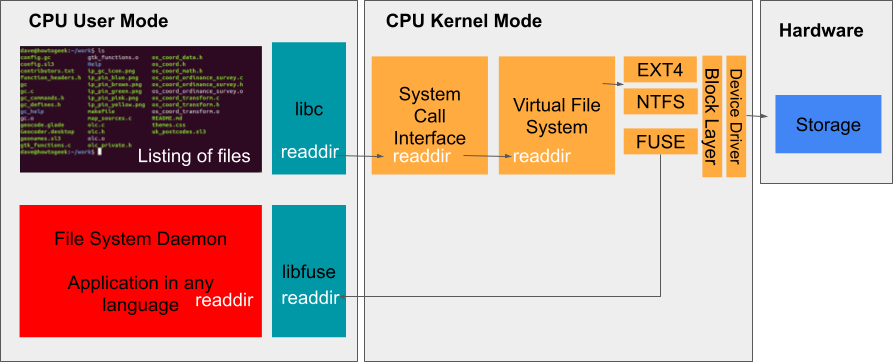 CPU User Mode
CPU Kernel Mode
Hardware
dave@howtogeek:~/work$ ls
config.gc gtk_functions.o os_coord_data.h
config.sl3 Help os_coord.h
contributors.txt ip_gc_icon.png os_coord_math.h
function_headers.h ip_pin_blue.png os_coord_ordinance_survey.c
gc ip_pin_brown.png os_coord_ordinance_survey.h
gc.c ip_pin_green.png os_coord_ordinance_survey.o
gc_commands.h ip_pin_pink.png os_coord_transform.c
gc_defines.h ip_pin_yellow.png os_coord_transform.h
gc_help makefile os_coord_transform.o
gc.o map_sources.c README.md
geocode.glade olc.c themes.css
Geocoder.desktop olc.h uk_postcodes.sl3
geonames.sl3 olc.o
gtk_functions.c olc_private.h
dave@howtogeek:~/work$
Listing of files
libc
readdir
System
Call
Interface
readdir
Virtual File
System
readdir
EXT4
NTFS
FUSE
Block Layer
Device Driver
Storage
File System Daemon
Application in any
language
readdir
libfuse
readdir